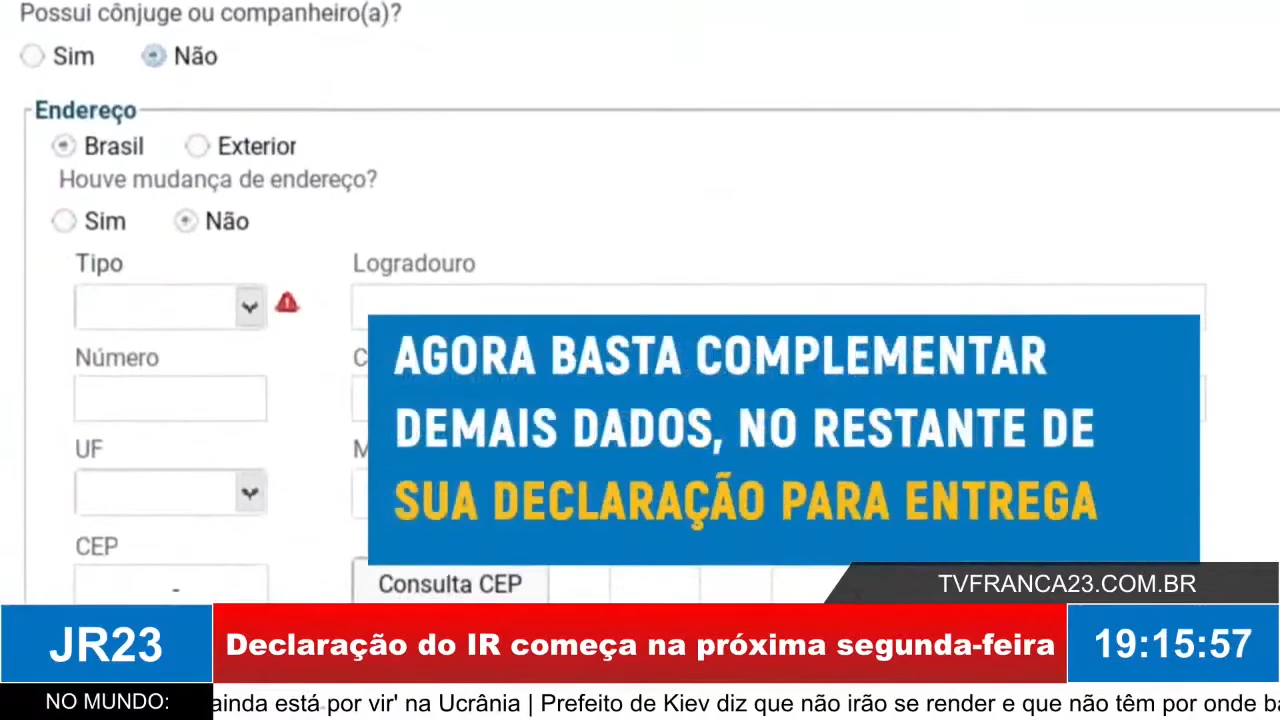 Possui cônjuge ou companheiro(a)?
Sim Não
Endereço
Brasil Exterior
Houve mudança de endereço?
Sim Não
Tipo Logradouro
Número C
UF M
CEP
- Consulta CEP
AGORA BASTA COMPLEMENTAR
DEMAIS DADOS, NO RESTANTE DE
SUA DECLARAÇÃO PARA ENTREGA
TVFRANCA23.COM.BR
JR23 Declaração do IR começa na próxima segunda-feira 19:15:57
NO MUNDO: ainda está por vir' na Ucrânia | Prefeito de Kiev diz que não irão se render e que não têm por onde ba